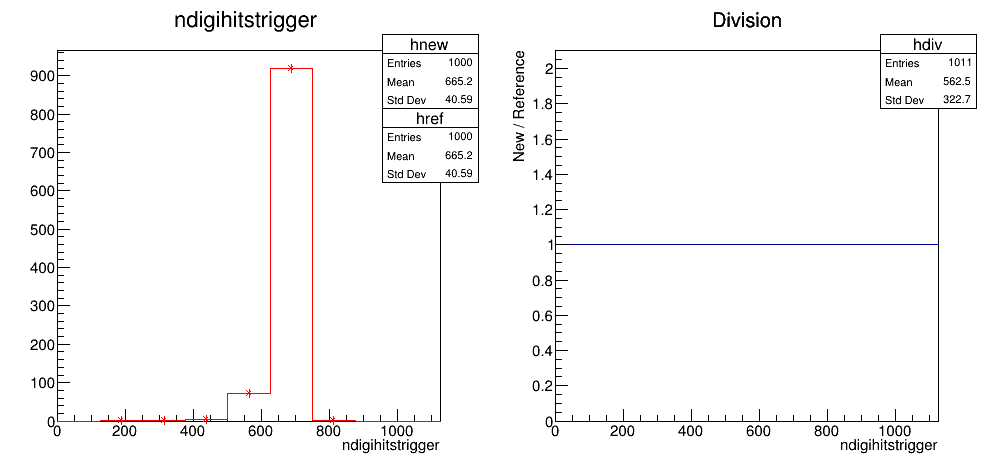 ndigihitstrigger
hnew
Entries 1000
Mean 665.2
Std Dev 40.59
href
Entries 1000
Mean 665.2
Std Dev 40.59
900
800
700
600
500
400
300
200
100
0
0 200 400 600 800 1000
ndigihitstrigger
Division
hdiv
Entries 1011
Mean 562.5
Std Dev 322.7
New / Reference
2
1.8
1.6
1.4
1.2
1
0.8
0.6
0.4
0.2
0
0 200 400 600 800 1000
ndigihitstrigger